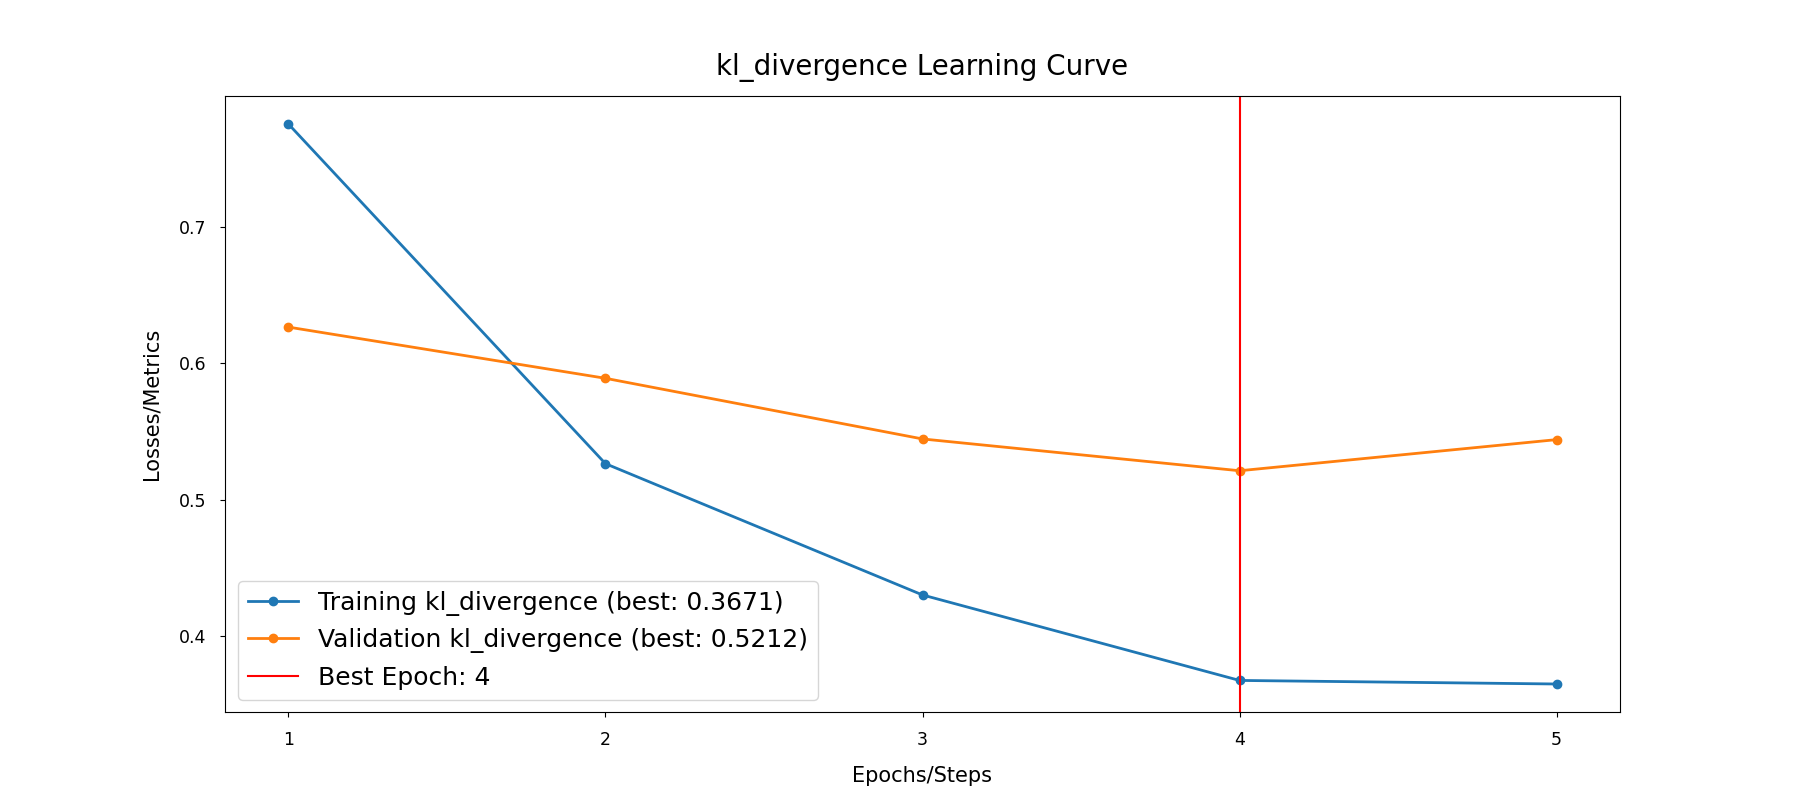 kl_divergence Learning Curve
Losses/Metrics
0.7
0.6
0.5
0.4
Training kl_divergence (best: 0.3671)
Validation kl_divergence (best: 0.5212)
Best Epoch: 4
1 2 3 4 5
Epochs/Steps